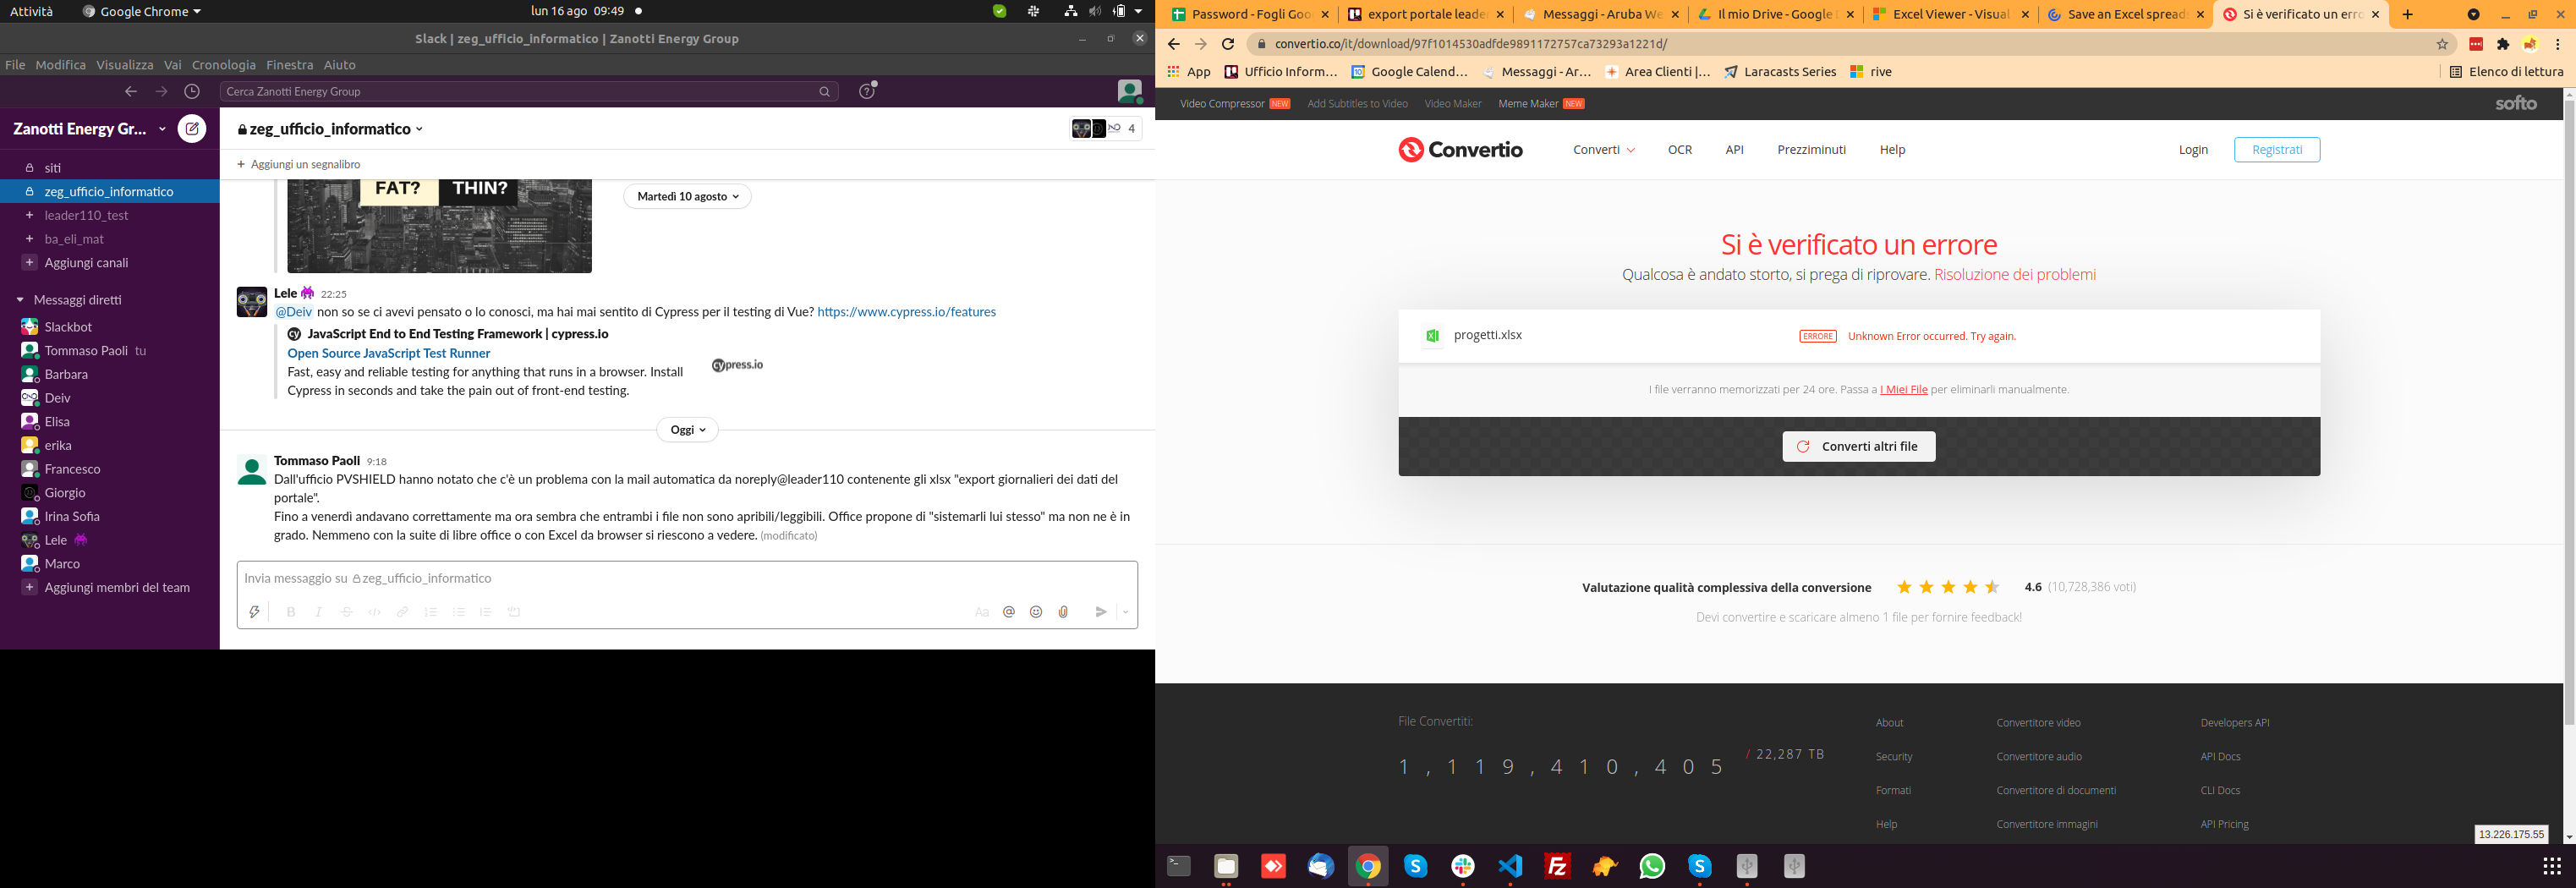 Attività
Google Chrome
lun 16 ago 09:49
Slack | zeg_ufficio_informatico | Zanotti Energy Group
File Modifica Visualizza Vai Cronologia Finestra Aiuto
Cerca Zanotti Energy Group
Zanotti Energy Gr...
siti
zeg_ufficio_informatico
leader110_test
ba_eli_mat
Aggiungi canali
Messaggi diretti
Slackbot
Tommaso Paoli tu
Barbara
Deiv
Elisa
erika
Francesco
Giorgio
Irina Sofia
Lele
Marco
Aggiungi membri del team
zeg_ufficio_informatico
4
+ Aggiungi un segnalibro
FAT? THIN?
Martedì 10 agosto
Lele 22:25
@Deiv non so se ci avevi pensato o lo conosci, ma hai mai sentito di Cypress per il testing di Vue? https://www.cypress.io/features
cy JavaScript End to End Testing Framework | cypress.io
Open Source JavaScript Test Runner
Fast, easy and reliable testing for anything that runs in a browser. Install
Cypress in seconds and take the pain out of front-end testing.
cypress.io
Oggi
Tommaso Paoli 9:18
Dall'ufficio PVSHIELD hanno notato che c'è un problema con la mail automatica da noreply@leader110 contenente gli xlsx "export giornalieri dei dati del
portale".
Fino a venerdì andavano correttamente ma ora sembra che entrambi i file non sono apribili/leggibili. Office propone di "sistemarli lui stesso" ma non ne è in
grado. Nemmeno con la suite di libre office o con Excel da browser si riescono a vedere. (modificato)
Invia messaggio su zeg_ufficio_informatico
B I S </> Aa @
Password - Fogli Goo
export portale leade
Messaggi - Aruba We
Il mio Drive - Google D
Excel Viewer - Visual
Save an Excel spreads
Si è verificato un erro
convertio.co/it/download/97f1014530adfde9891172757ca73293a1221d/
App
Ufficio Inform...
Google Calend...
Messaggi - Ar...
Area Clienti |...
Laracasts Series
rive
Elenco di lettura
Video Compressor NEW
Add Subtitles to Video
Video Maker
Meme Maker NEW
softo
Convertio
Converti
OCR
API
Prezziminuti
Help
Login
Registrati
Si è verificato un errore
Qualcosa è andato storto, si prega di riprovare. Risoluzione dei problemi
progetti.xlsx
ERRORE
Unknown Error occurred. Try again.
I file verranno memorizzati per 24 ore. Passa a I Miei File per eliminarli manualmente.
Converti altri file
Valutazione qualità complessiva della conversione
4.6 (10,728,386 voti)
Devi convertire e scaricare almeno 1 file per fornire feedback!
File Convertiti:
1,119,410,405
/ 22,287 TB
About
Security
Formati
Help
Convertitore video
Convertitore audio
Convertitore di documenti
Convertitore immagini
Developers API
API Docs
CLI Docs
API Pricing
13.226.175.55